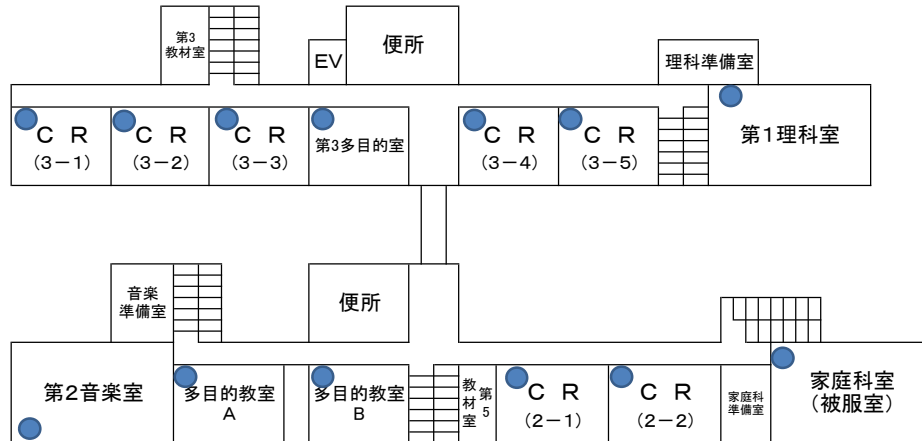 第3
教材室
EV
便所
理科準備室
ＣＲ
(3－1)
ＣＲ
(3－2)
ＣＲ
(3－3)
第3多目的室
ＣＲ
(3－4)
ＣＲ
(3－5)
第1理科室
音楽
準備室
便所
第2音楽室
多目的教室
A
多目的教室
B
第5
教材室
ＣＲ
(2－1)
ＣＲ
(2－2)
家庭科
準備室
家庭科室
(被服室)